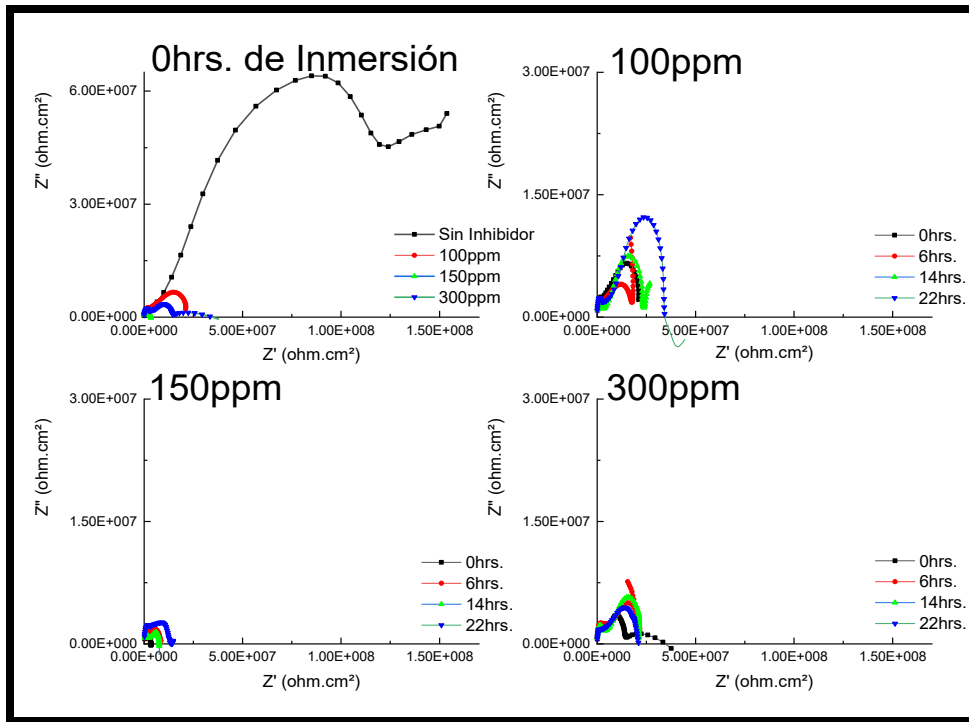 0hrs. de Inmersión
6.00E+007
3.00E+007
0.00E+000
Z'' (ohm.cm²)
Sin Inhibidor
100ppm
150ppm
300ppm
0.00E+000 5.00E+007 1.00E+008 1.50E+008
Z' (ohm.cm²)
100ppm
3.00E+007
1.50E+007
0.00E+000
Z'' (ohm.cm²)
0hrs.
6hrs.
14hrs.
22hrs.
0.00E+000 5.00E+007 1.00E+008 1.50E+008
Z' (ohm.cm²)
150ppm
3.00E+007
1.50E+007
0.00E+000
Z'' (ohm.cm²)
0hrs.
6hrs.
14hrs.
22hrs.
0.00E+000 5.00E+007 1.00E+008 1.50E+008
Z' (ohm.cm²)
300ppm
3.00E+007
1.50E+007
0.00E+000
Z'' (ohm.cm²)
0hrs.
6hrs.
14hrs.
22hrs.
0.00E+000 5.00E+007 1.00E+008 1.50E+008
Z' (ohm.cm²)